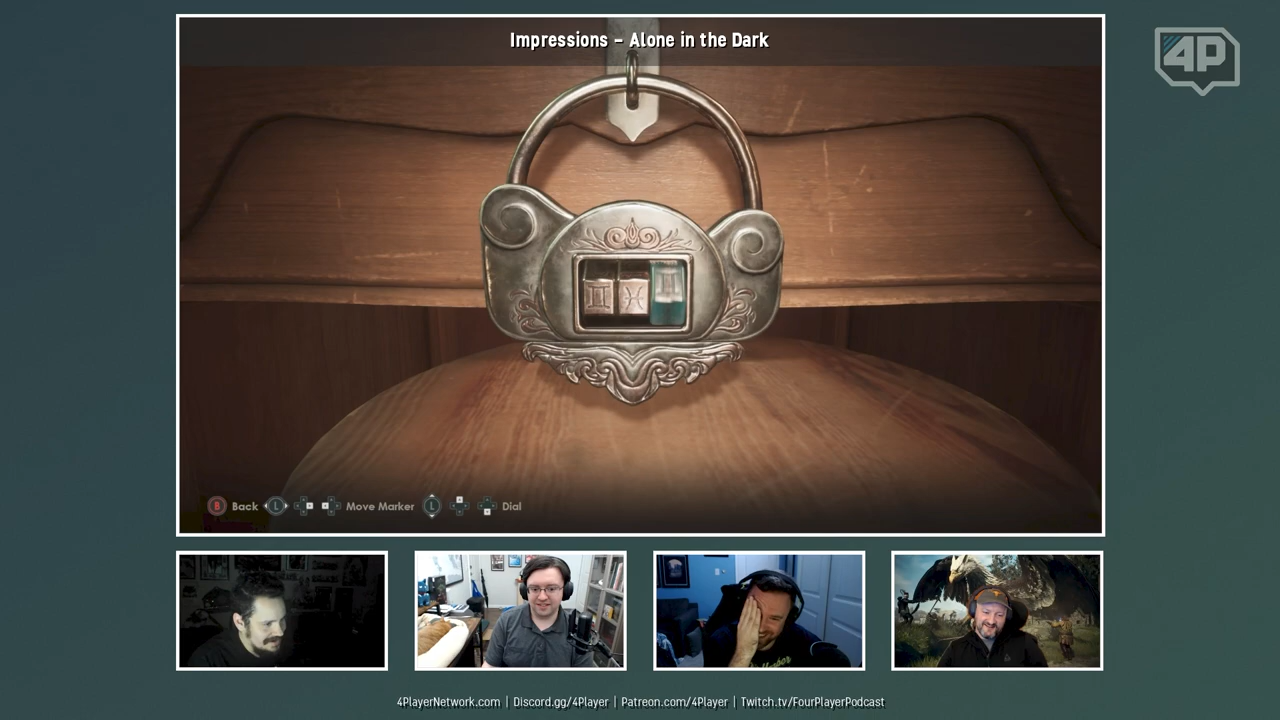 Impressions – Alone in the Dark
4P
B Back L Move Marker L Dial
4PlayerNetwork.com | Discord.gg/4Player | Patreon.com/4Player | Twitch.tv/FourPlayerPodcast